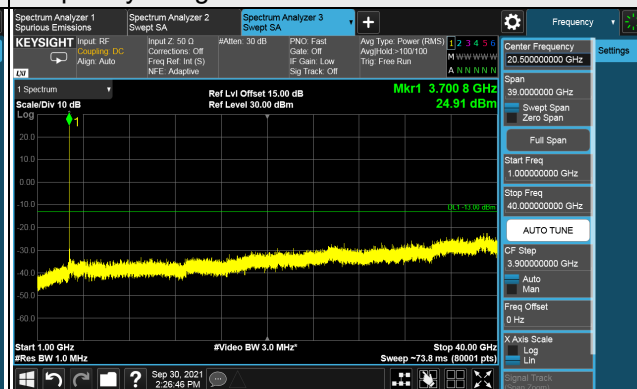 Spectrum Analyzer 1
Spurious Emissions
Spectrum Analyzer 2
Swept SA
Spectrum Analyzer 3
Swept SA
+
Frequency
KEYSIGHT
LXI
Input: RF
Coupling: DC
Align: Auto
Input Z: 50 Ω
Corrections: Off
Freq Ref: Int (S)
NFE: Adaptive
#Atten: 30 dB
PNO: Fast
Gate: Off
IF Gain: Low
Sig Track: Off
Avg Type: Power (RMS)
Avg|Hold:>100/100
Trig: Free Run
1 2 3 4 5 6
M W W W W W
A N N N N N
1 Spectrum
Scale/Div 10 dB
Log
Ref Lvl Offset 15.00 dB
Ref Level 30.00 dBm
Mkr1 3.700 8 GHz
24.91 dBm
1
20.0
10.0
0.00
-10.0
-20.0
-30.0
-40.0
-50.0
-60.0
DL1 -13.00 dBm
Start 1.00 GHz
#Res BW 1.0 MHz
#Video BW 3.0 MHz*
Stop 40.00 GHz
Sweep ~73.8 ms (80001 pts)
Center Frequency
20.500000000 GHz
Settings
Span
39.0000000 GHz
Swept Span
Zero Span
Full Span
Start Freq
1.000000000 GHz
Stop Freq
40.000000000 GHz
AUTO TUNE
CF Step
3.900000000 GHz
Auto
Man
Freq Offset
0 Hz
X Axis Scale
Log
Lin
Signal Track
(Span Zoom)
?
Sep 30, 2021
2:26:46 PM